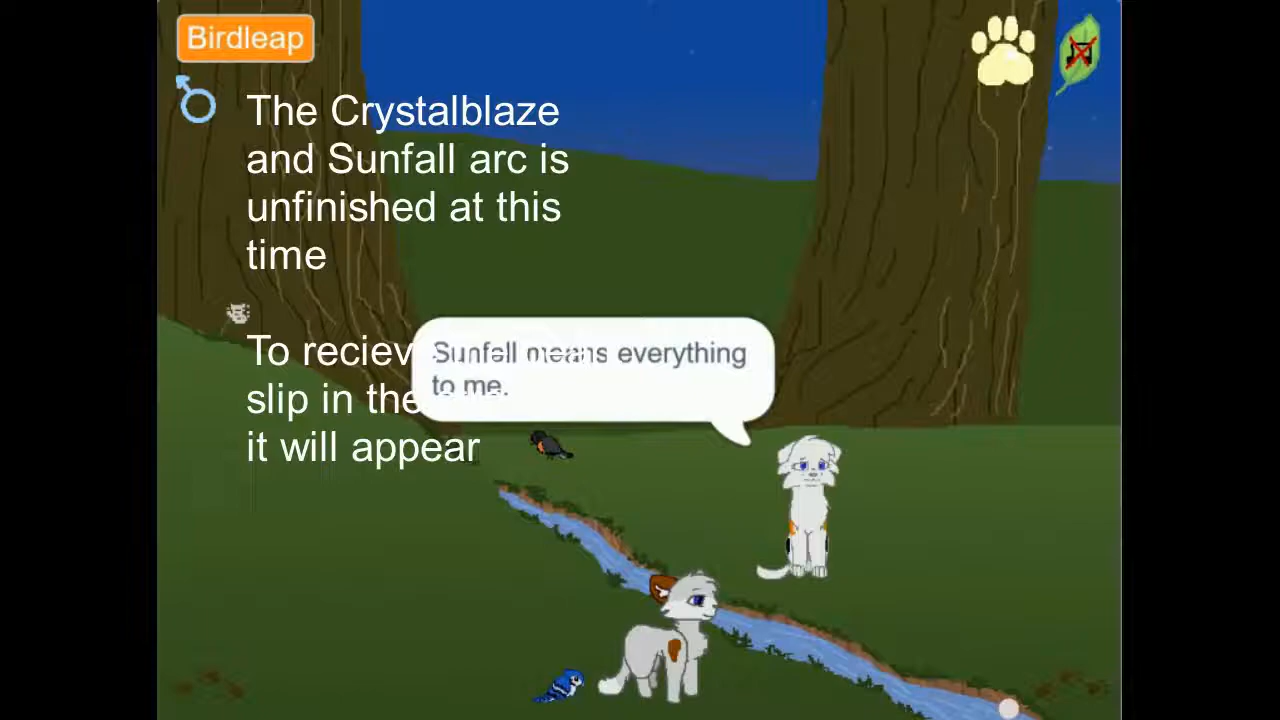 Birdleap
The Crystalblaze
and Sunfall arc is
unfinished at this
time
To reciev
slip in the
it will appear
Sunfall means everything
to me.